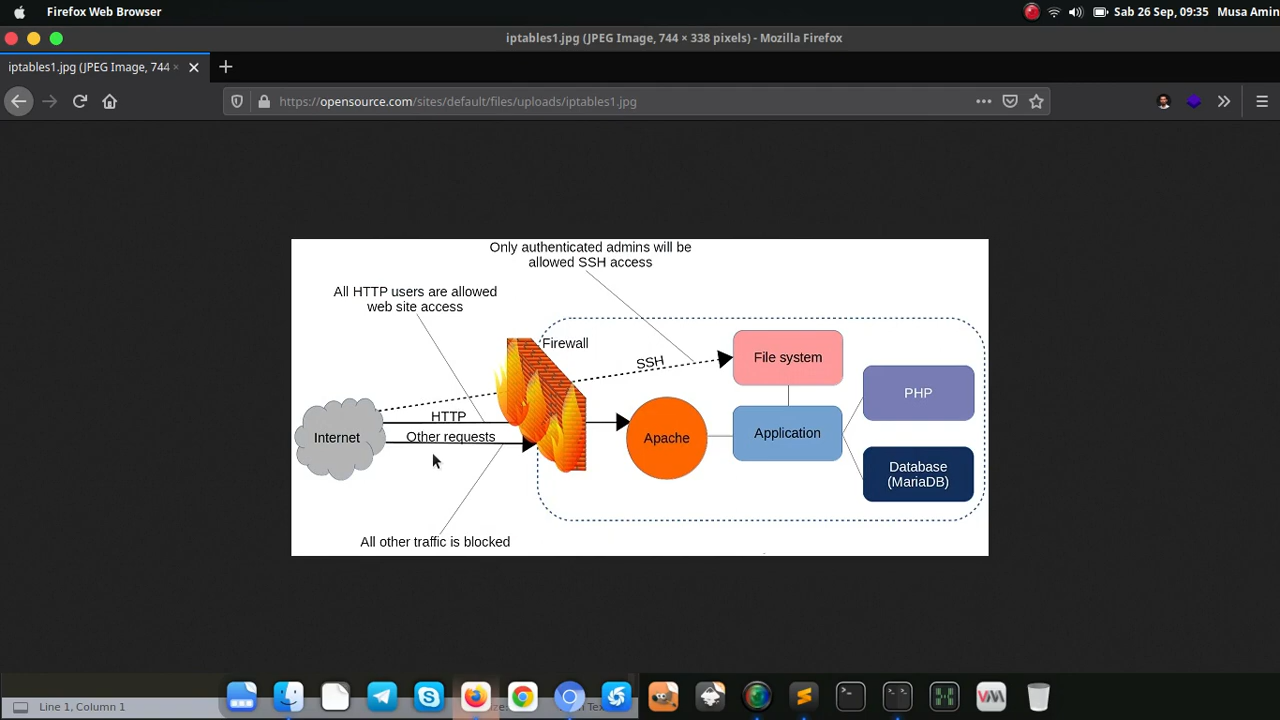 Firefox Web Browser
Sab 26 Sep, 09:35
Musa Amin
iptables1.jpg (JPEG Image, 744 × 338 pixels) - Mozilla Firefox
iptables1.jpg (JPEG Image, 744 ×
https://opensource.com/sites/default/files/uploads/iptables1.jpg
Only authenticated admins will be
allowed SSH access
All HTTP users are allowed
web site access
Firewall
SSH
File system
PHP
HTTP
Internet
Other requests
Apache
Application
Database
(MariaDB)
All other traffic is blocked
Line 1, Column 1